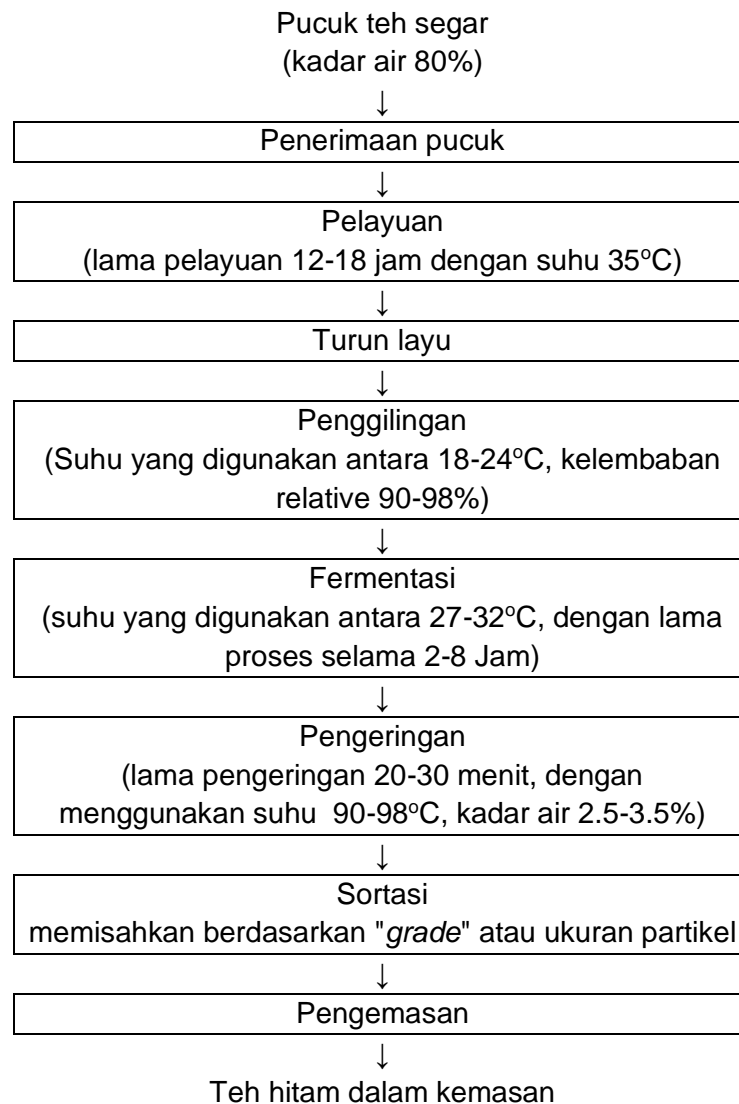 Pucuk teh segar
(kadar air 80%)
↓
Penerimaan pucuk
↓
Pelayuan
(lama pelayuan 12-18 jam dengan suhu 35°C)
↓
Turun layu
↓
Penggilingan
(Suhu yang digunakan antara 18-24°C, kelembaban
relative 90-98%)
↓
Fermentasi
(suhu yang digunakan antara 27-32°C, dengan lama
proses selama 2-8 Jam)
↓
Pengeringan
(lama pengeringan 20-30 menit, dengan
menggunakan suhu 90-98°C, kadar air 2.5-3.5%)
↓
Sortasi
memisahkan berdasarkan "grade" atau ukuran partikel
↓
Pengemasan
↓
Teh hitam dalam kemasan